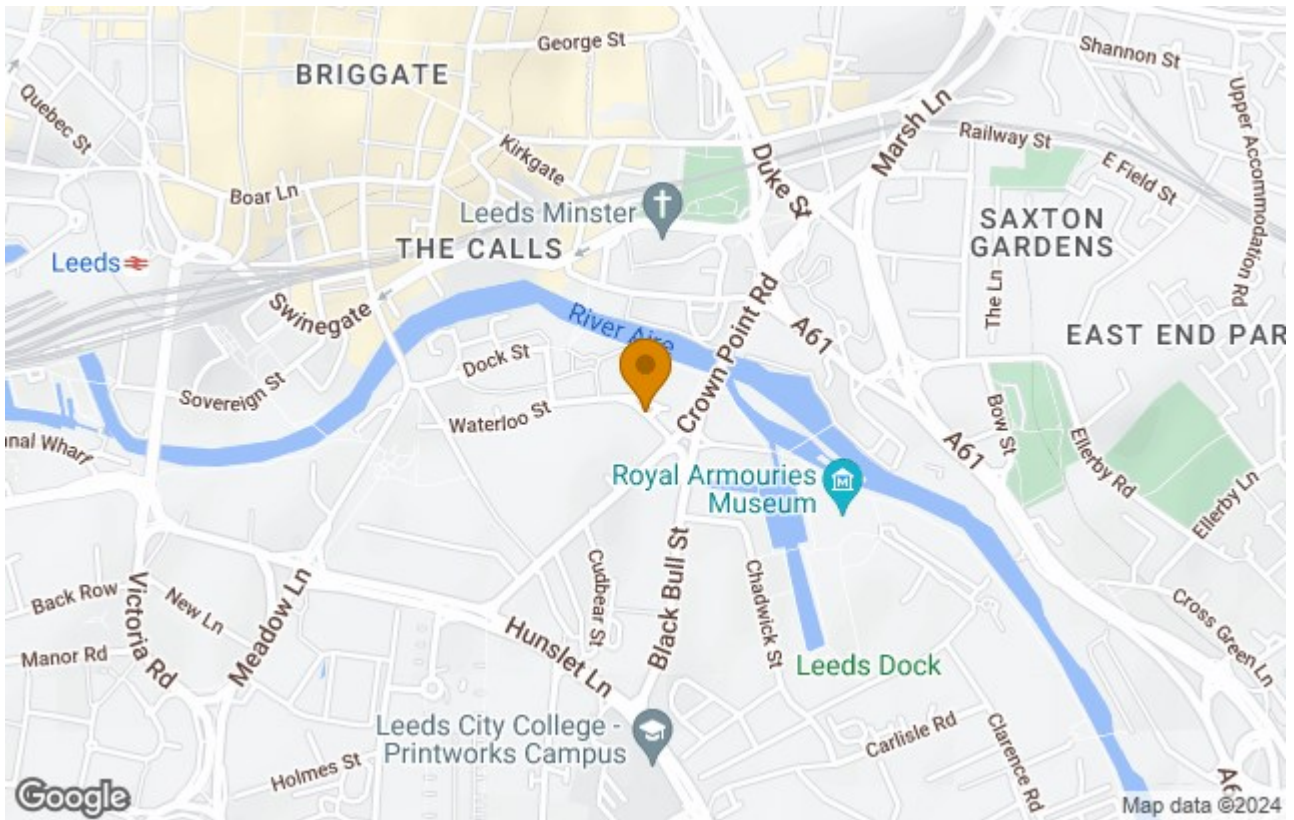 George St
Shannon St
BRIGGATE
Quebec St
Kirkgate
Duke St
Marsh Ln
Railway St
E Field St
Upper Accommodation Rd
Boar Ln
Leeds Minster
SAXTON
GARDENS
THE CALLS
Leeds
Swinegate
River Aire
Crown Point Rd
A61
The Ln
EAST END PAR
Dock St
Sovereign St
Waterloo St
nal Wharf
Bow St
A61
Ellerby Rd
Ellerby Ln
Royal Armouries
Museum
Back Row
New Ln
Manor Rd
Victoria Rd
Meadow Ln
Hunslet Ln
Cudbear St
Black Bull St
Chadwick St
Cross Green Ln
Leeds Dock
Leeds City College -
Printworks Campus
Holmes St
Carlisle Rd
Clarence Rd
A6
Google
Map data ©2024